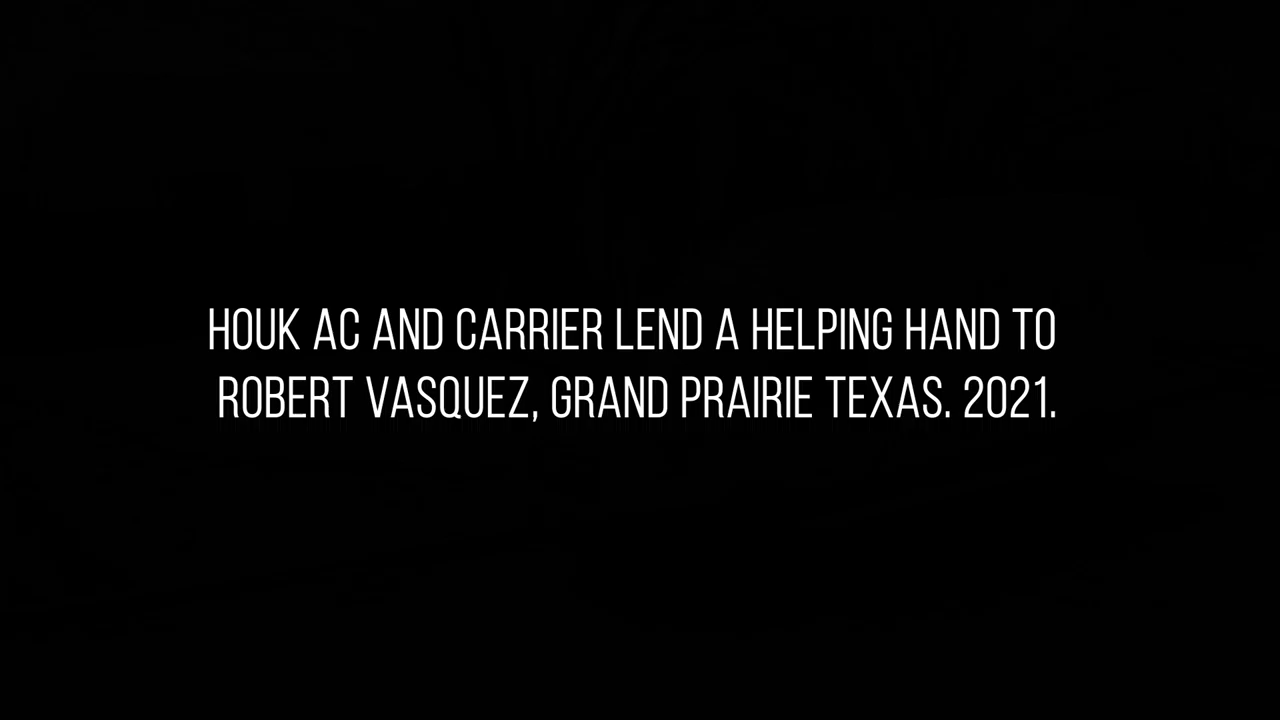 HOUK AC AND CARRIER LEND A HELPING HAND TO
ROBERT VASQUEZ, GRAND PRAIRIE TEXAS. 2021.